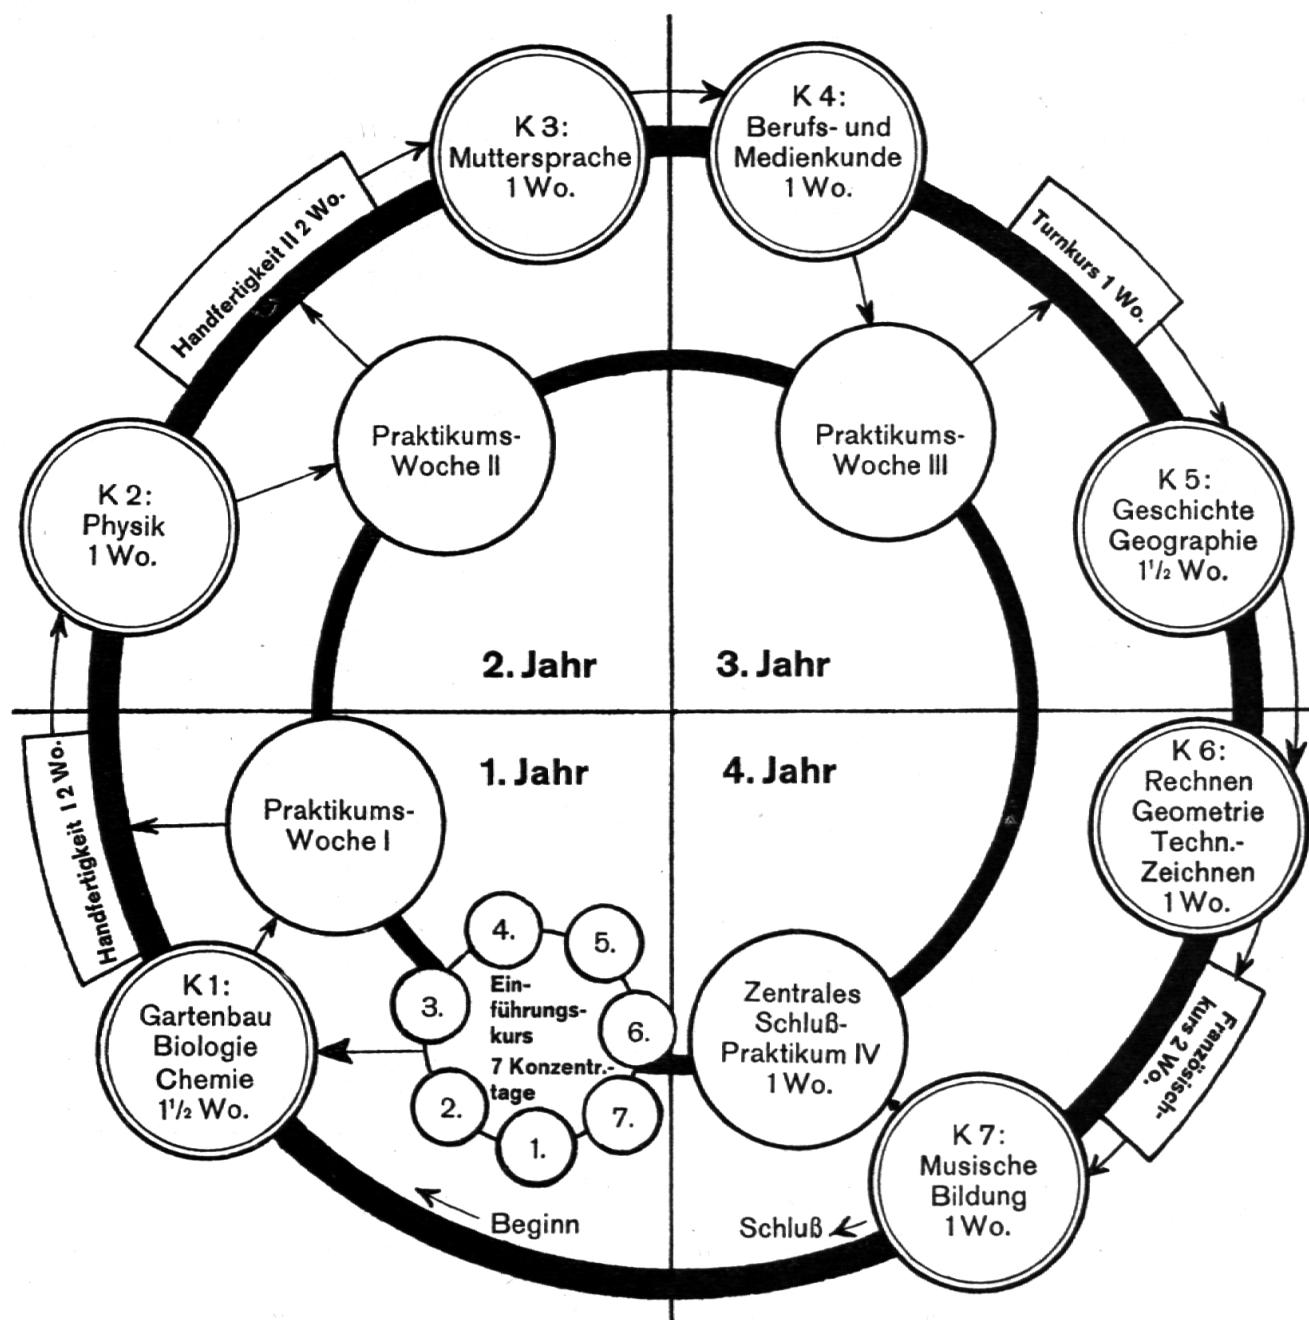 K 3:
Muttersprache
1 Wo.
K 4:
Berufs- und
Medienkunde
1 Wo.
Handfertigkeit II 2 Wo.
Turnkurs 1 Wo.
Praktikums-
Woche II
Praktikums-
Woche III
K 2:
Physik
1 Wo.
K 5:
Geschichte
Geographie
1 1/2 Wo.
2. Jahr
3. Jahr
1. Jahr
4. Jahr
Handfertigkeit I 2 Wo.
Praktikums-
Woche I
K 6:
Rechnen
Geometrie
Techn.-
Zeichnen
1 Wo.
K 1:
Gartenbau
Biologie
Chemie
1 1/2 Wo.
4.
5.
3.
6.
2.
7.
1.
Ein-
führungs-
kurs
7 Konzentr.-
tage
Zentrales
Schluß-
Praktikum IV
1 Wo.
Französisch-
kurs 2 Wo.
K 7:
Musische
Bildung
1 Wo.
Beginn
Schluß